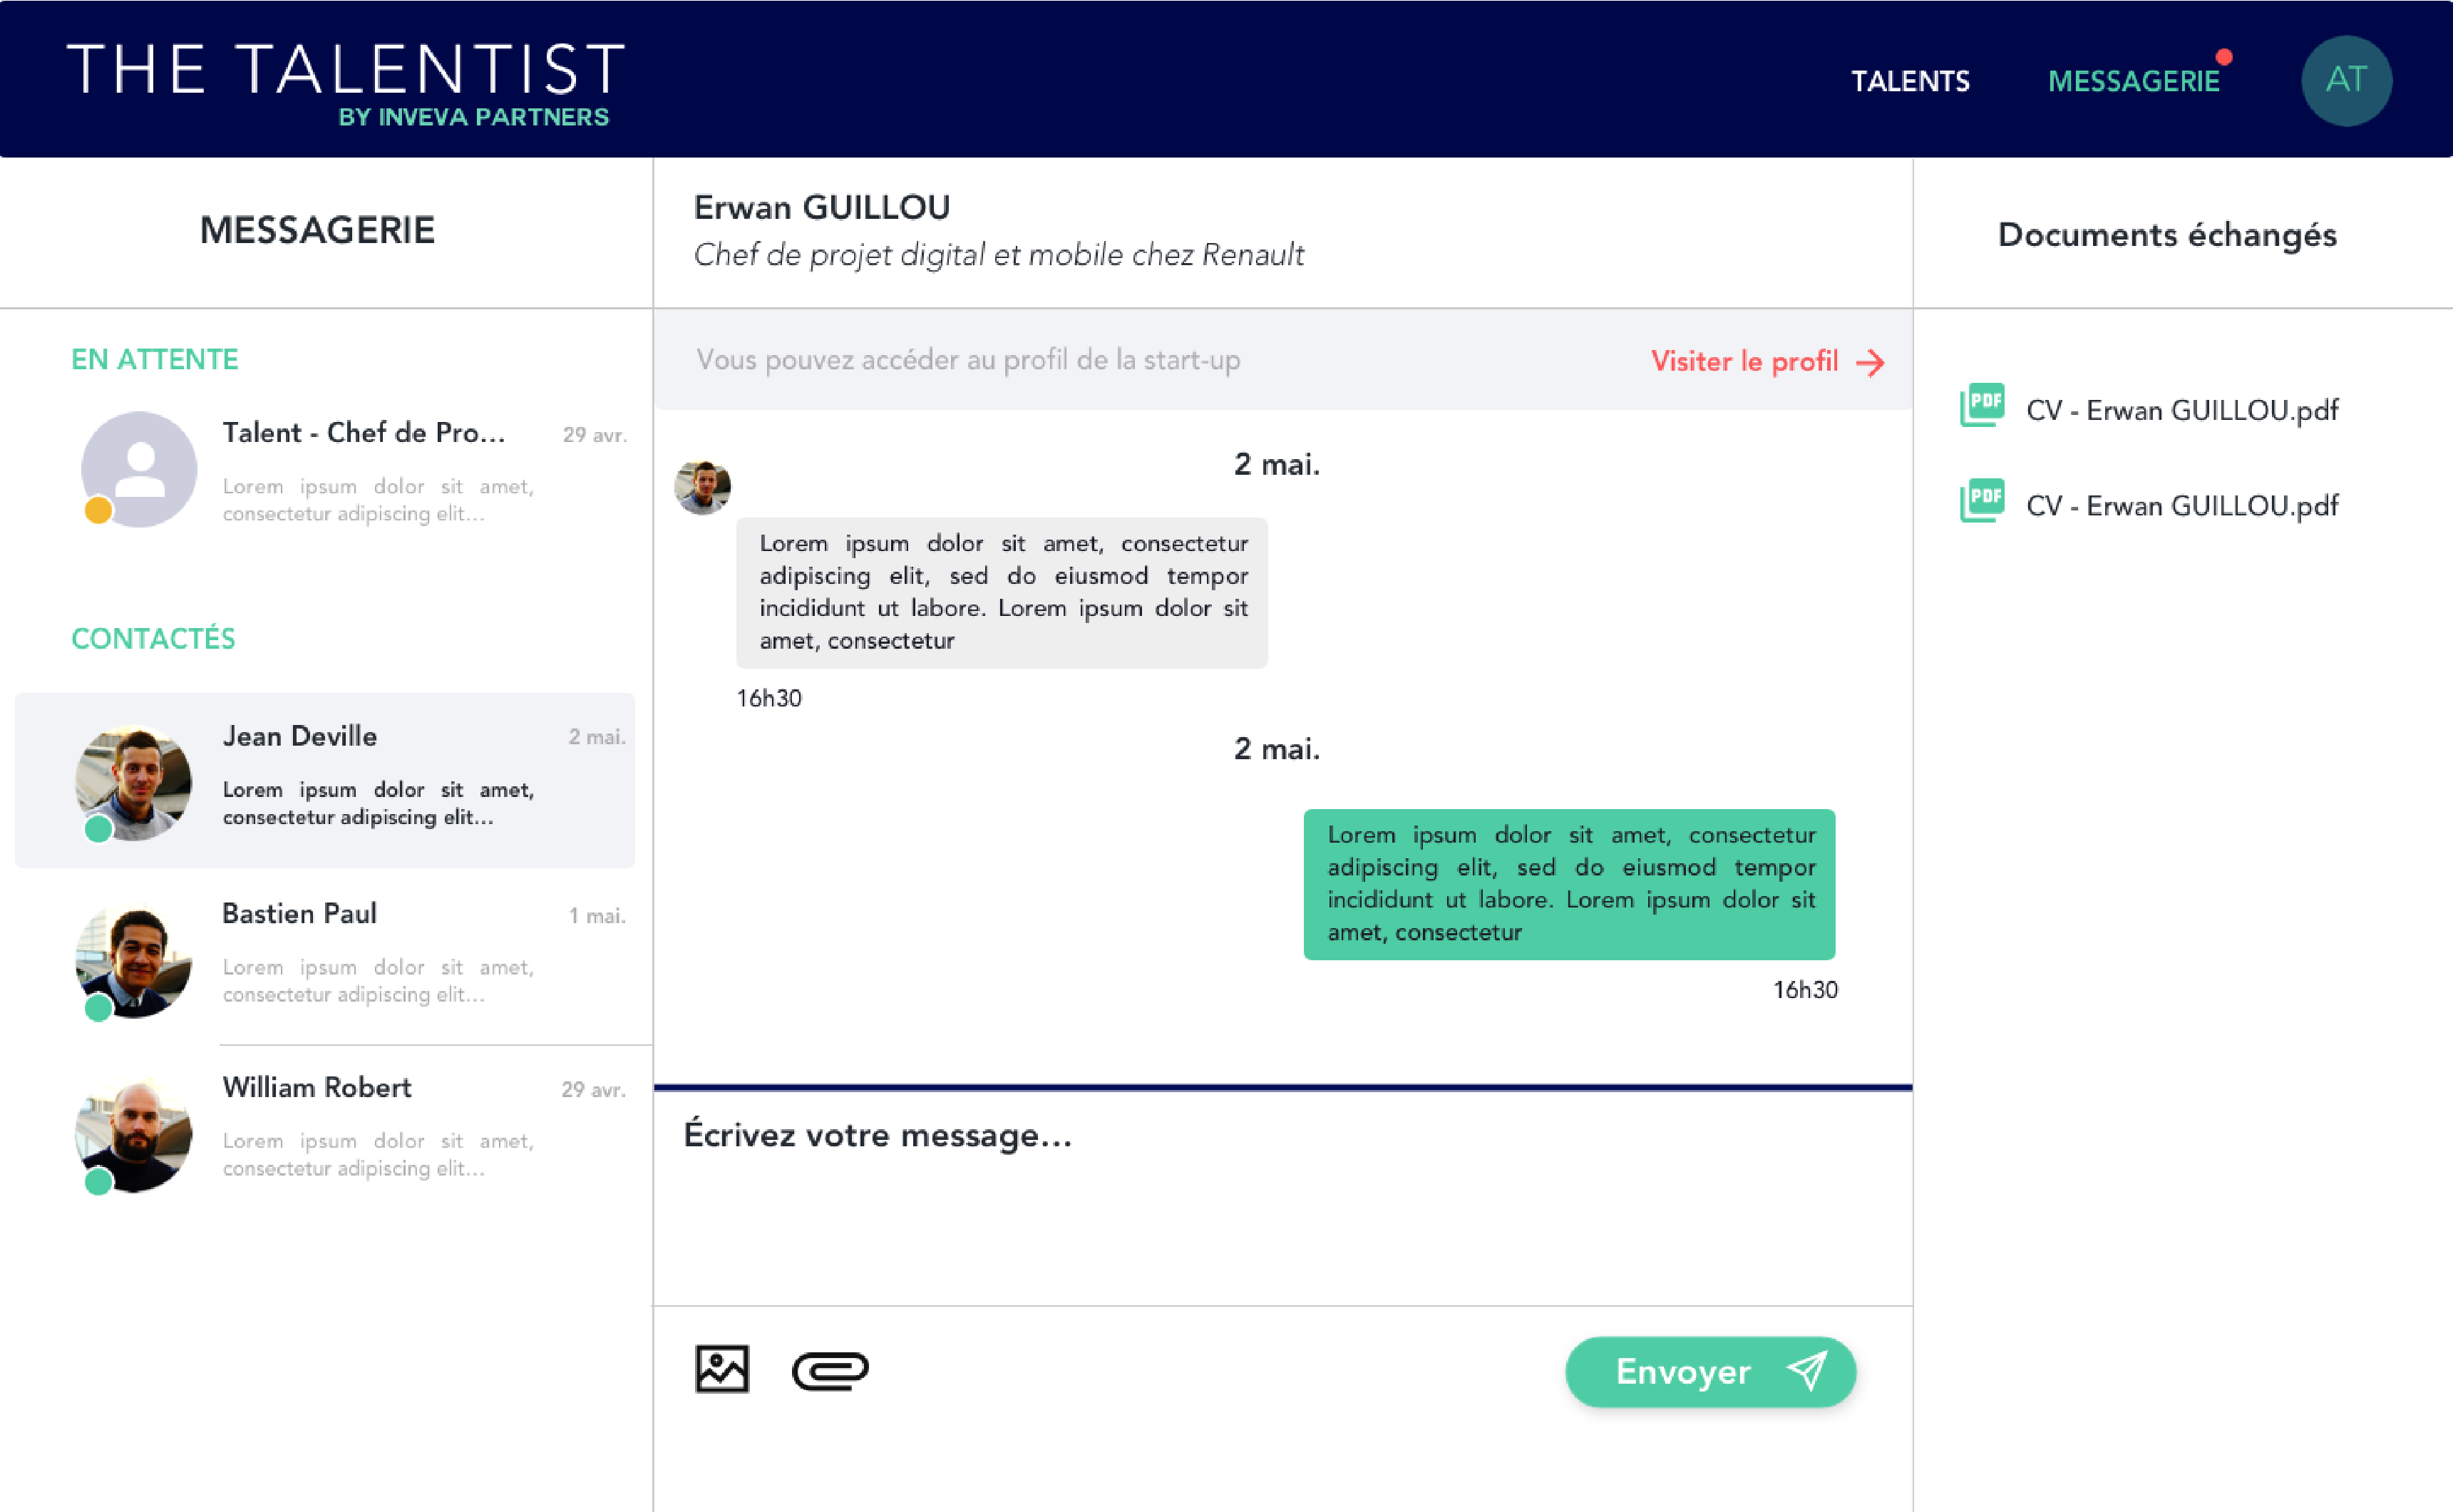 THE TALENTIST
BY INVEVA PARTNERS
TALENTS
MESSAGERIE
AT
MESSAGERIE
EN ATTENTE
Talent - Chef de Pro...
29 avr.
Lorem ipsum dolor sit amet,
consectetur adipiscing elit...
CONTACTÉS
Jean Deville
2 mai.
Lorem ipsum dolor sit amet,
consectetur adipiscing elit...
Bastien Paul
1 mai.
Lorem ipsum dolor sit amet,
consectetur adipiscing elit...
William Robert
29 avr.
Lorem ipsum dolor sit amet,
consectetur adipiscing elit...
Erwan GUILLOU
Chef de projet digital et mobile chez Renault
Vous pouvez accéder au profil de la start-up
Visiter le profil
2 mai.
Lorem ipsum dolor sit amet, consectetur
adipiscing elit, sed do eiusmod tempor
incididunt ut labore. Lorem ipsum dolor sit
amet, consectetur
16h30
2 mai.
Lorem ipsum dolor sit amet, consectetur
adipiscing elit, sed do eiusmod tempor
incididunt ut labore. Lorem ipsum dolor sit
amet, consectetur
16h30
Écrivez votre message...
Envoyer
Documents échangés
PDF
CV - Erwan GUILLOU.pdf
PDF
CV - Erwan GUILLOU.pdf